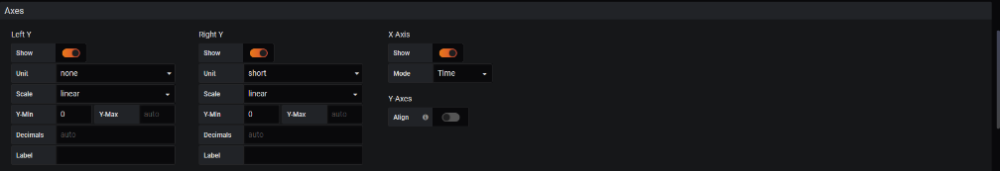 Axes
Left Y
Show
Unit none
Scale linear
Y-Min 0 Y-Max auto
Decimals auto
Label
Right Y
Show
Unit short
Scale linear
Y-Min 0 Y-Max auto
Decimals auto
Label
X Axis
Show
Mode Time
Y Axes
Align